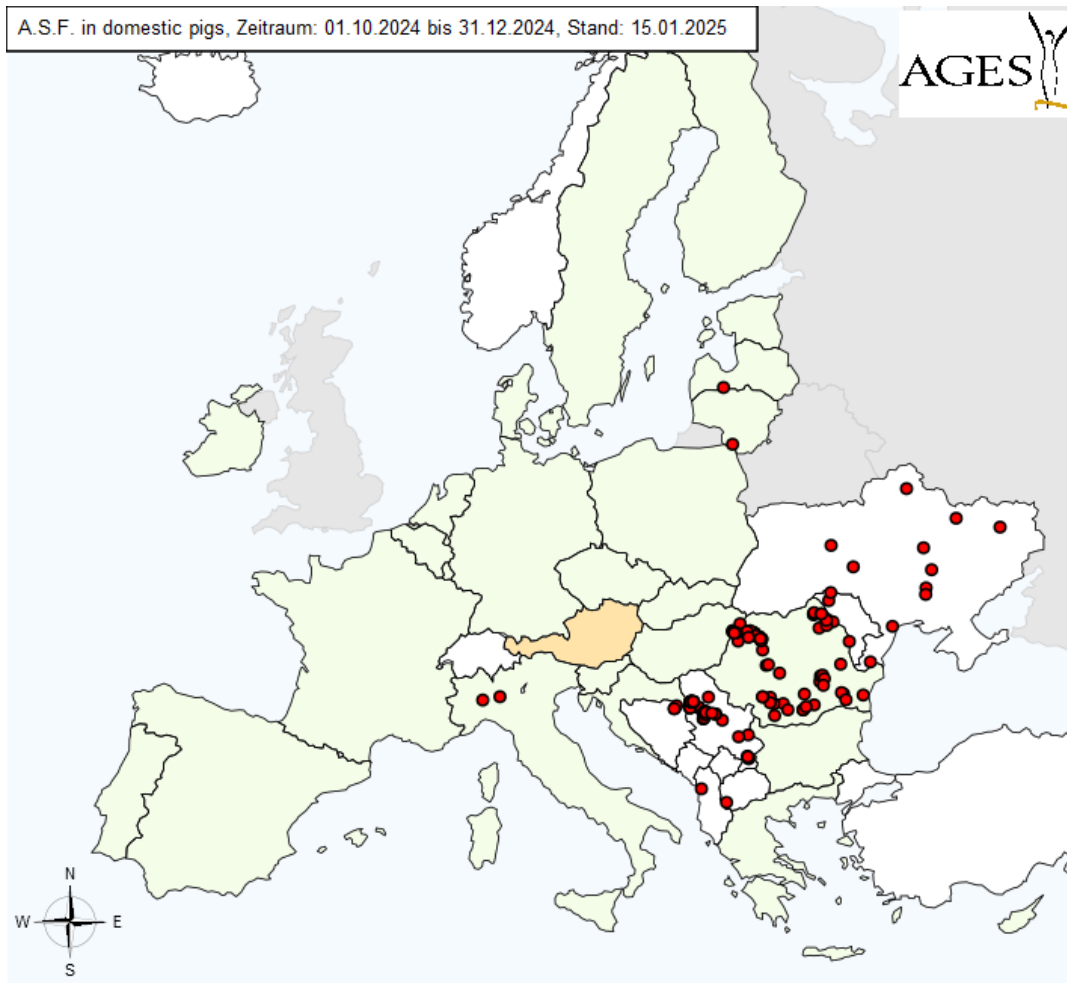 A.S.F. in domestic pigs, Zeitraum: 01.10.2024 bis 31.12.2024, Stand: 15.01.2025
AGES
N
W E
S